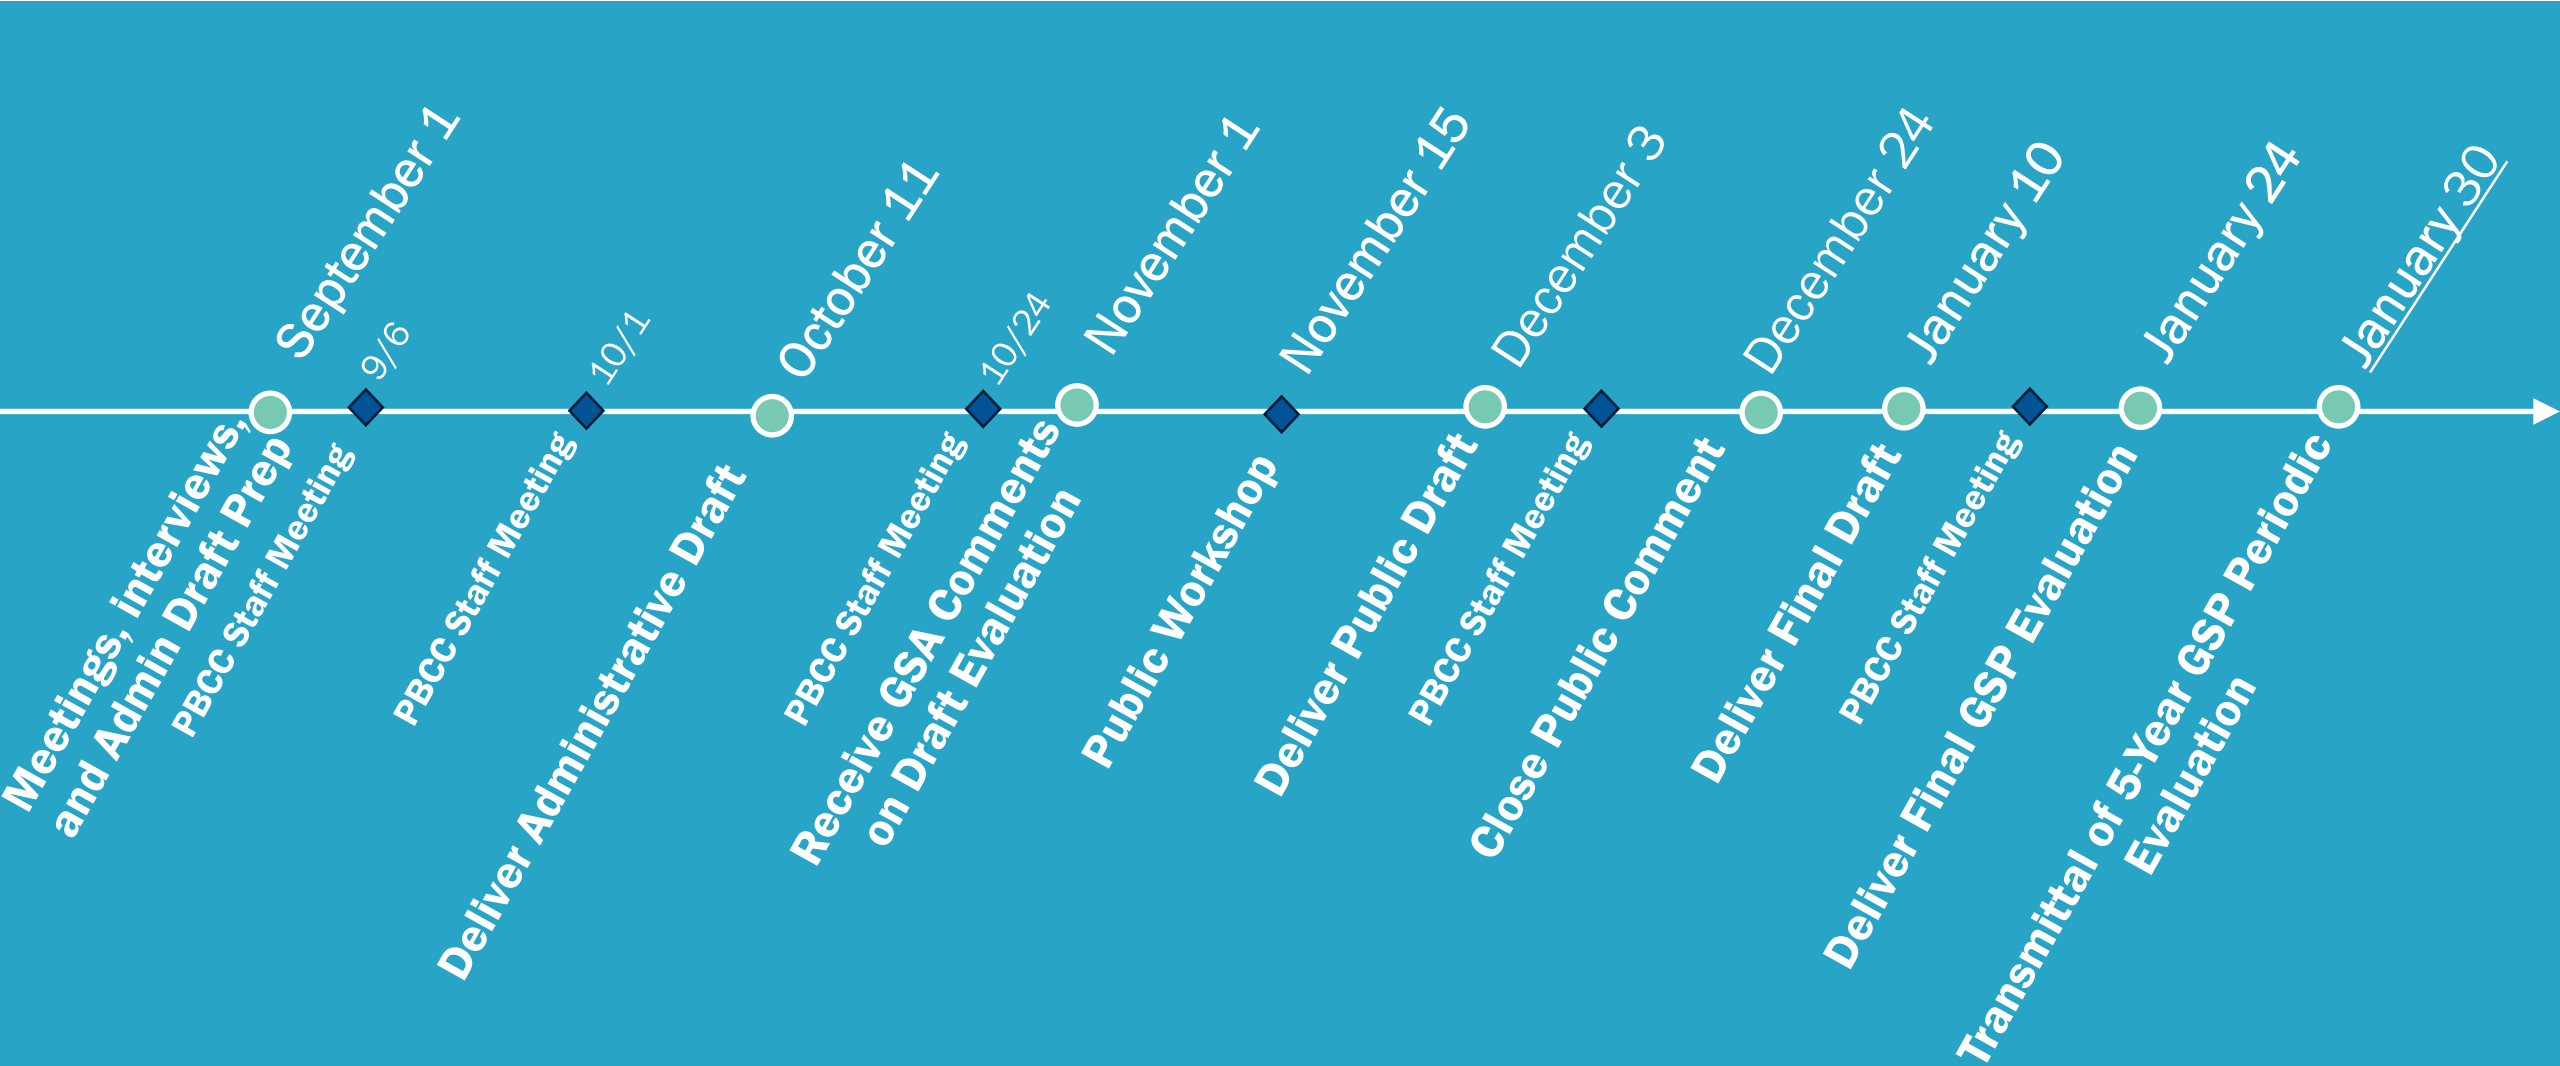 September 1
Meetings, interviews,
and Admin Draft Prep
9/6
PBCC Staff Meeting
10/1
PBCC Staff Meeting
October 11
Deliver Administrative Draft
10/24
PBCC Staff Meeting
November 1
Receive GSA Comments
on Draft Evaluation
November 15
Public Workshop
December 3
Deliver Public Draft
PBCC Staff Meeting
December 24
Close Public Comment
January 10
Deliver Final Draft
PBCC Staff Meeting
January 24
Deliver Final GSP Evaluation
January 30
Transmittal of 5-Year GSP Periodic
Evaluation